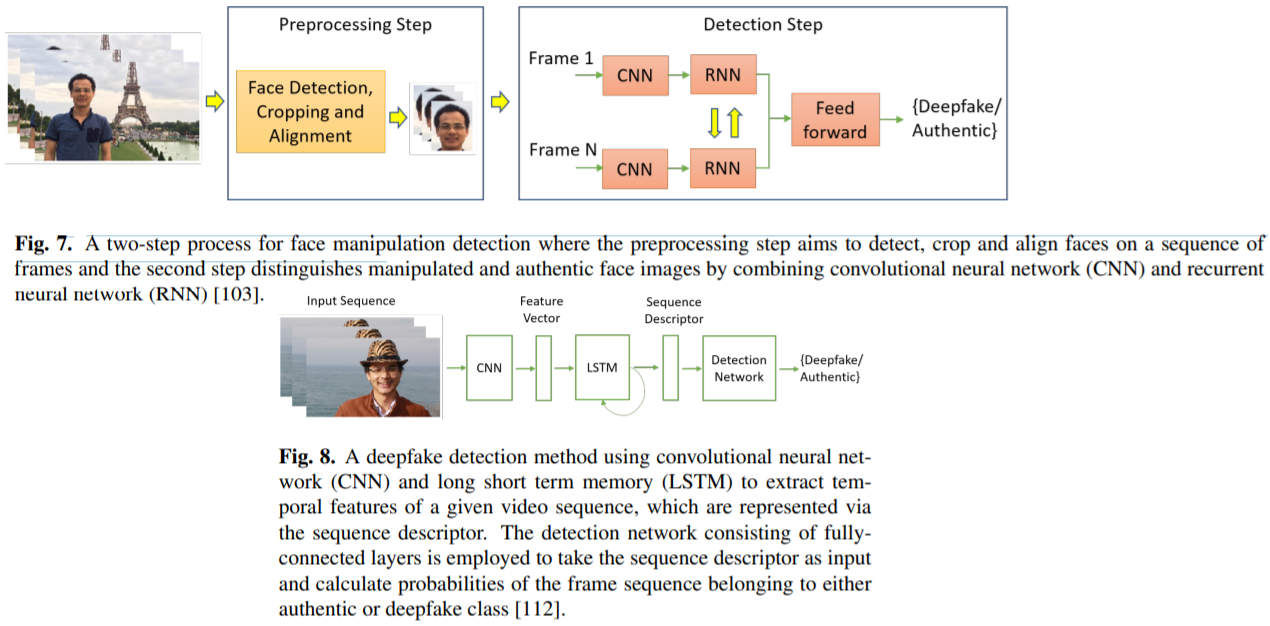 Preprocessing Step
Face Detection,
Cropping and
Alignment
Detection Step
Frame 1
CNN
RNN
Frame N
CNN
RNN
Feed
forward
{Deepfake/
Authentic}
Fig. 7. A two-step process for face manipulation detection where the preprocessing step aims to detect, crop and align faces on a sequence of
frames and the second step distinguishes manipulated and authentic face images by combining convolutional neural network (CNN) and recurrent
neural network (RNN) [103].
Input Sequence
CNN
Feature
Vector
LSTM
Sequence
Descriptor
Detection
Network
{Deepfake/
Authentic}
Fig. 8. A deepfake detection method using convolutional neural net-
work (CNN) and long short term memory (LSTM) to extract tem-
poral features of a given video sequence, which are represented via
the sequence descriptor. The detection network consisting of fully-
connected layers is employed to take the sequence descriptor as input
and calculate probabilities of the frame sequence belonging to either
authentic or deepfake class [112].